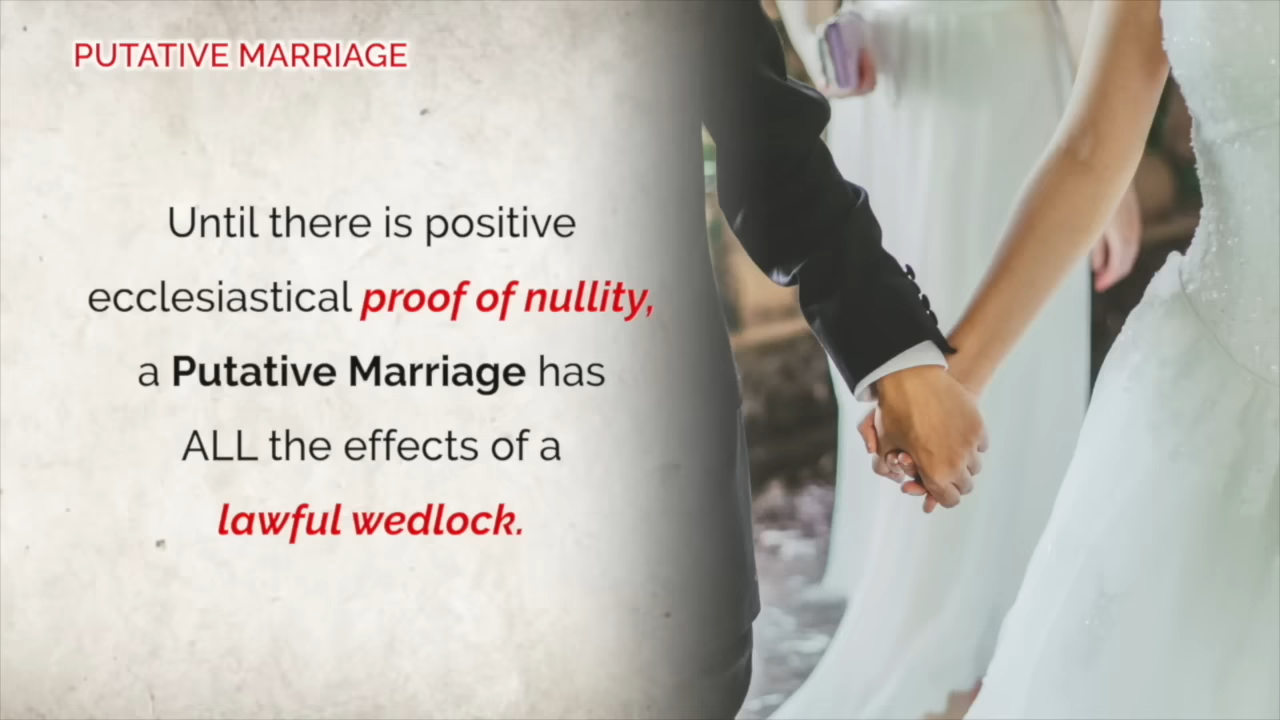 PUTATIVE MARRIAGE
Until there is positive
ecclesiastical proof of nullity,
a Putative Marriage has
ALL the effects of a
lawful wedlock.